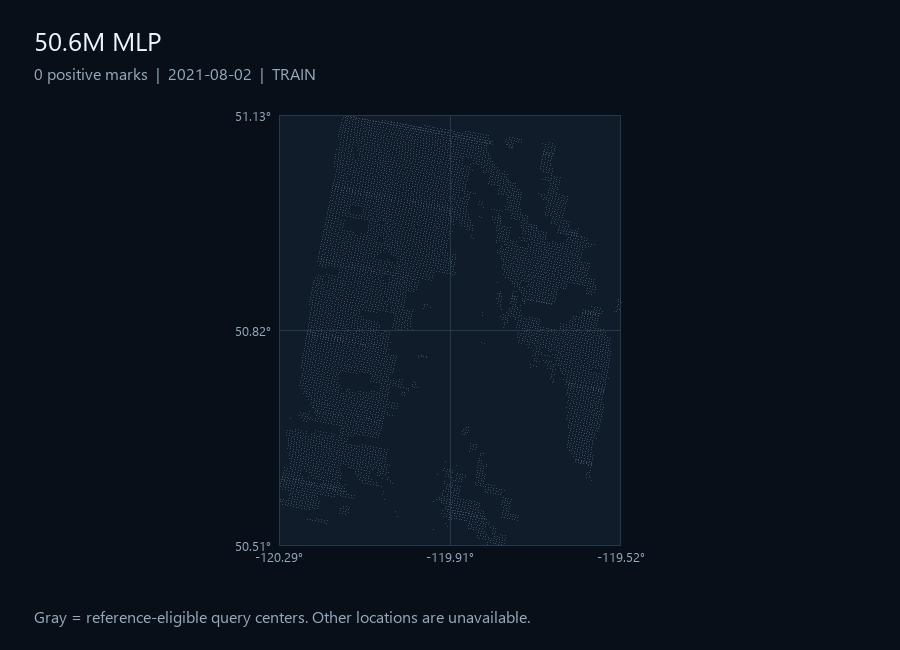 50.6M MLP
0 positive marks | 2021-08-02 | TRAIN
51.13°
50.82°
50.51°
-120.29° -119.91° -119.52°
Gray = reference-eligible query centers. Other locations are unavailable.